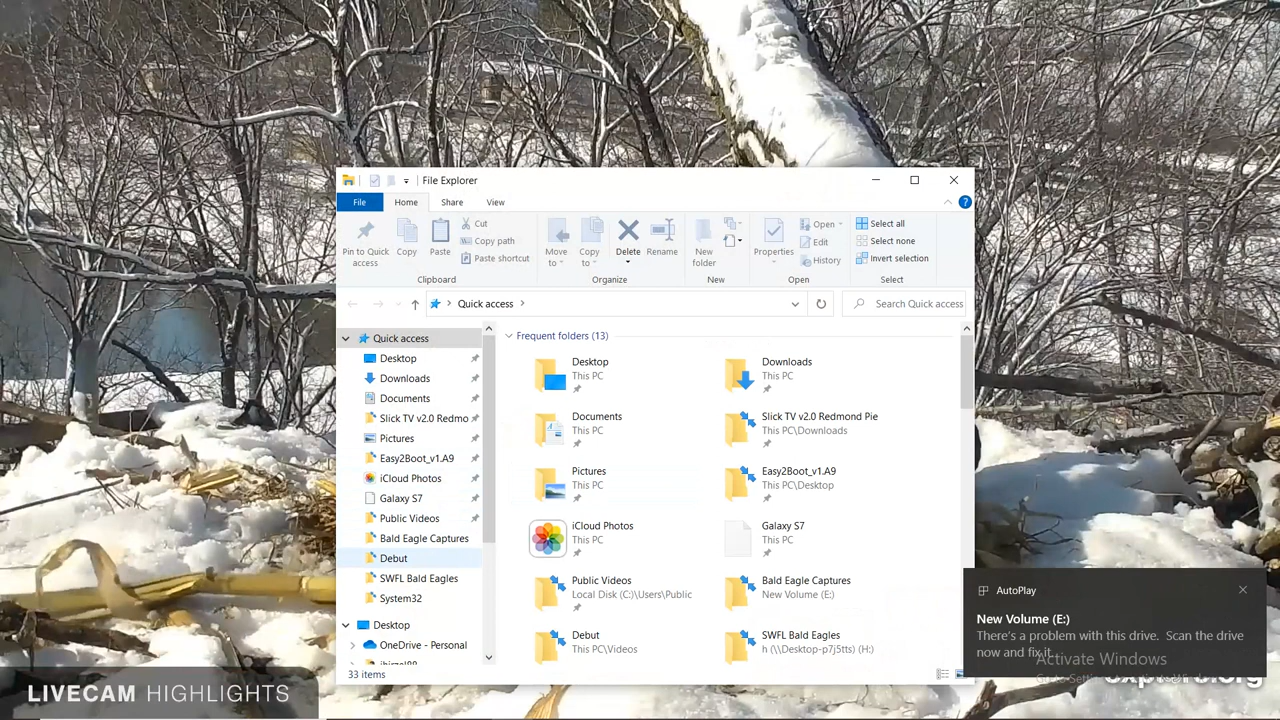 File Explorer
File
Home
Share
View
Pin to Quick access
Copy
Paste
Cut
Copy path
Paste shortcut
Clipboard
Move to
Copy to
Delete
Rename
Organize
New folder
New
Properties
Open
Edit
History
Open
Select all
Select none
Invert selection
Select
Quick access
Search Quick access
Quick access
Desktop
Downloads
Documents
Slick TV v2.0 Redmo
Pictures
Easy2Boot_v1.A9
iCloud Photos
Galaxy S7
Public Videos
Bald Eagle Captures
Debut
SWFL Bald Eagles
System32
Desktop
OneDrive - Personal
Frequent folders (13)
Desktop
This PC
Downloads
This PC
Documents
This PC
Slick TV v2.0 Redmond Pie
This PC\Downloads
Pictures
This PC
Easy2Boot_v1.A9
This PC\Desktop
iCloud Photos
This PC
Galaxy S7
This PC
Public Videos
Local Disk (C:)\Users\Public
Bald Eagle Captures
New Volume (E:)
Debut
This PC\Videos
SWFL Bald Eagles
h (\\Desktop-p7j5tts) (H:)
33 items
AutoPlay
New Volume (E:)
There's a problem with this drive. Scan the drive
now and fix it.
Activate Windows
explore.org
LIVECAM HIGHLIGHTS